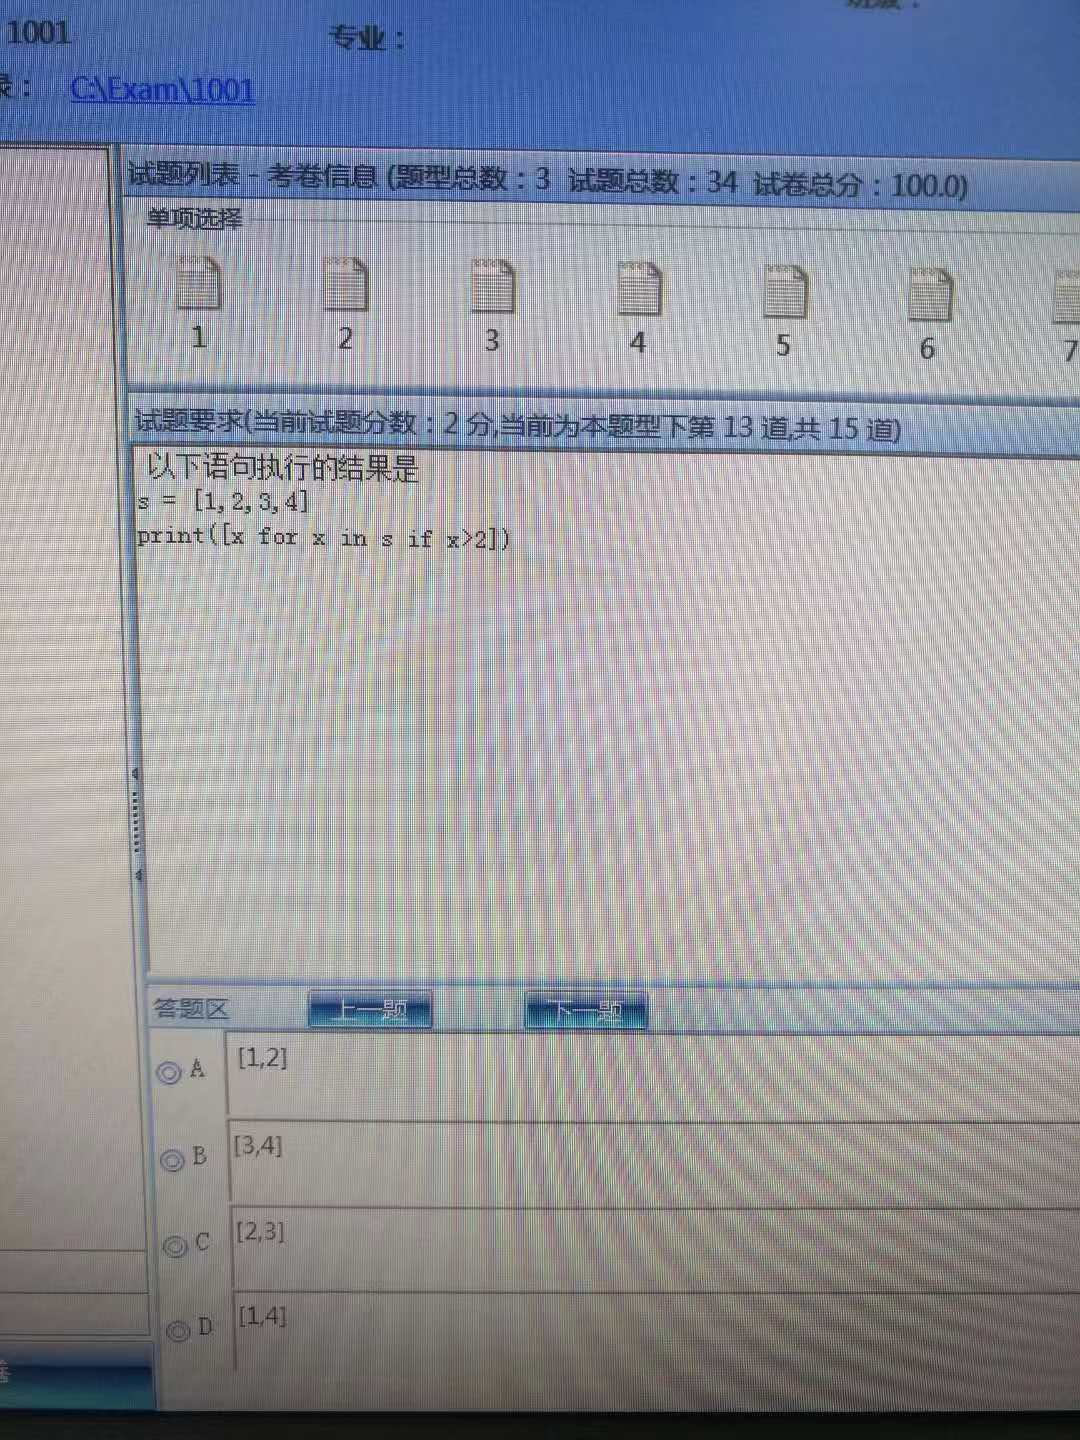 1001
专业：
录：
C:\Exam\1001
试题列表 - 考卷信息 (题型总数：3 试题总数：34 试卷总分：100.0)
单项选择
1 2 3 4 5 6 7
试题要求(当前试题分数：2 分,当前为本题型下第 13 道,共 15 道)
以下语句执行的结果是
s = [1,2,3,4]
print([x for x in s if x>2])
答题区
上一题
下一题
A [1,2]
B [3,4]
C [2,3]
D [1,4]